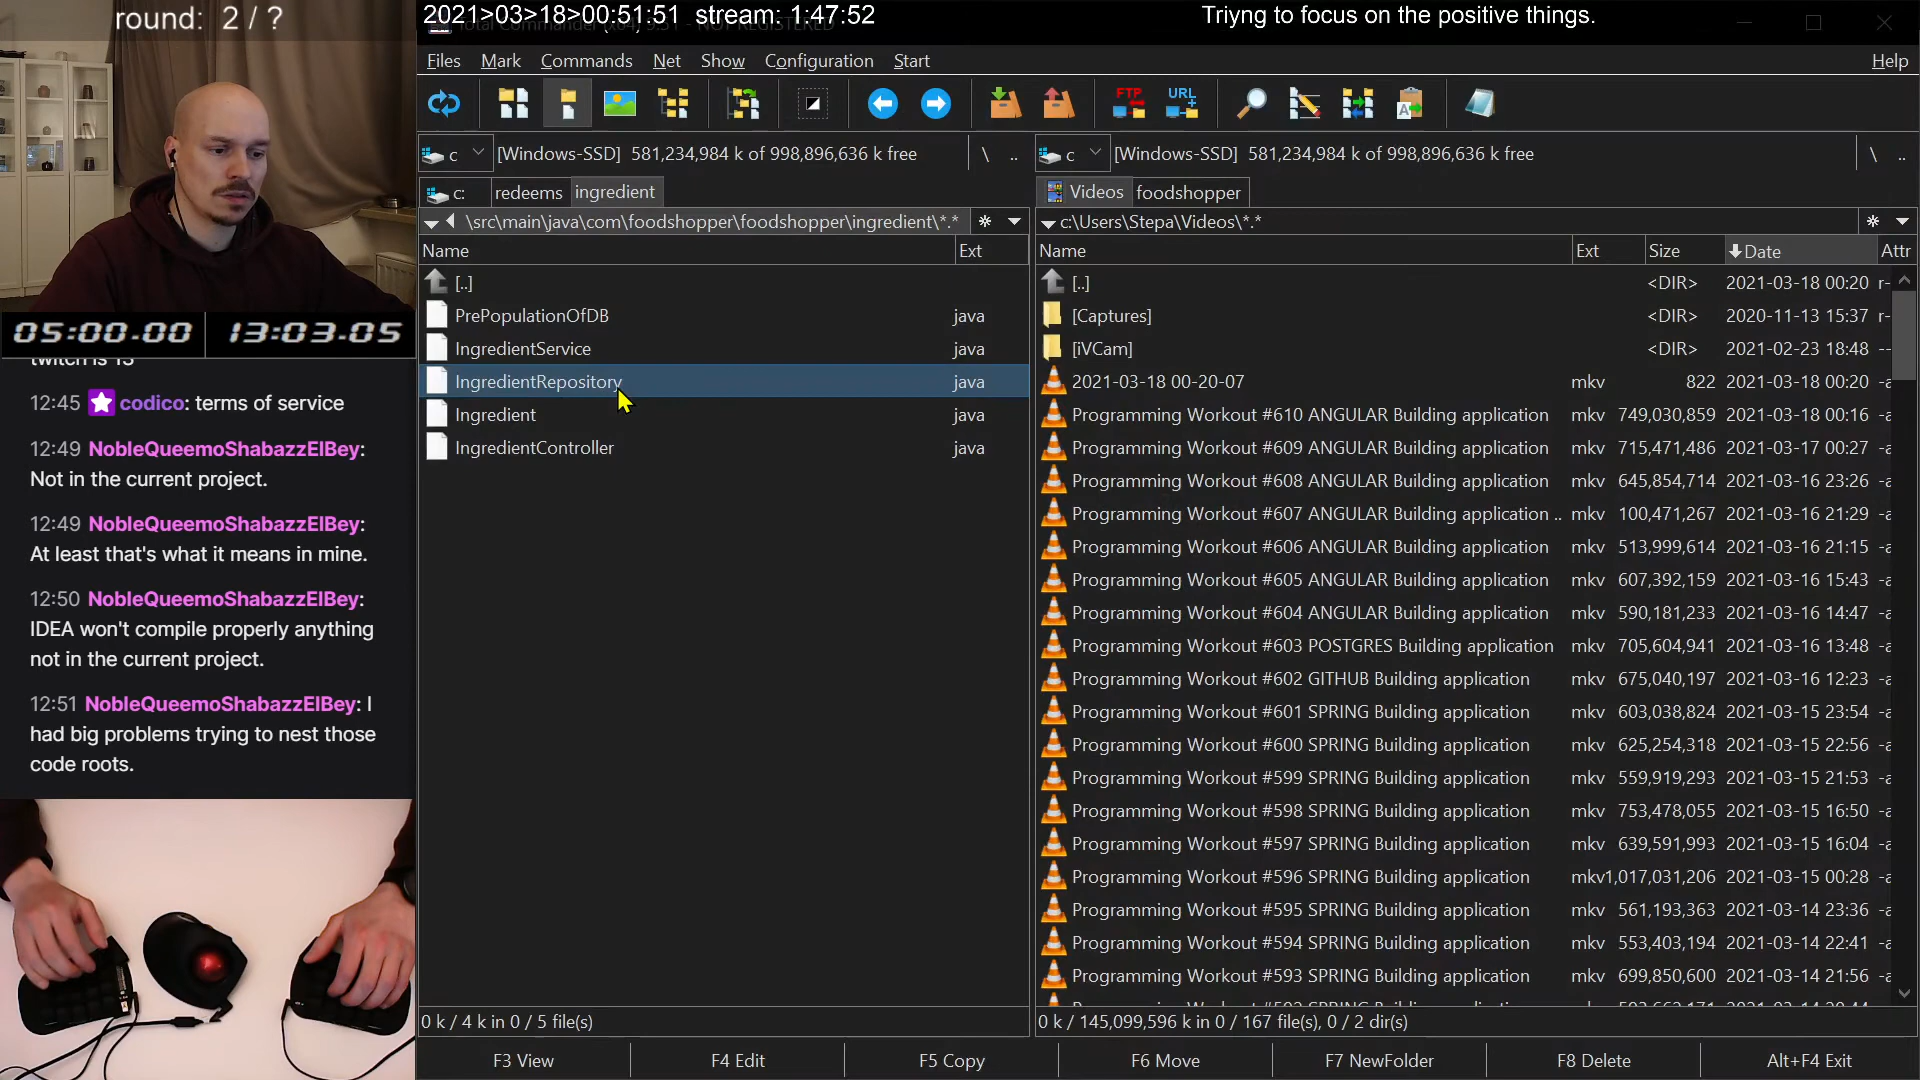 round: 2 / ?
2021>03>18>00:51:51 stream: 1:47:52
Triyng to focus on the positive things.
Files Mark Commands Net Show Configuration Start Help
FTP URL
c [Windows-SSD] 581,234,984 k of 998,896,636 k free \ ..
c: redeems ingredient
\src\main\java\com\foodshopper\foodshopper\ingredient\*.* *
Name Ext
[..]
PrePopulationOfDB java
IngredientService java
IngredientRepository java
Ingredient java
IngredientController java
0 k / 4 k in 0 / 5 file(s)
c [Windows-SSD] 581,234,984 k of 998,896,636 k free \ ..
Videos foodshopper
c:\Users\Stepa\Videos\*.* *
Name Ext Size Date Attr
[..] <DIR> 2021-03-18 00:20 r-
[Captures] <DIR> 2020-11-13 15:37 r-
[iVCam] <DIR> 2021-02-23 18:48 --
2021-03-18 00-20-07 mkv 822 2021-03-18 00:20 -a
Programming Workout #610 ANGULAR Building application mkv 749,030,859 2021-03-18 00:16 -a
Programming Workout #609 ANGULAR Building application mkv 715,471,486 2021-03-17 00:27 -a
Programming Workout #608 ANGULAR Building application mkv 645,854,714 2021-03-16 23:26 -a
Programming Workout #607 ANGULAR Building application .. mkv 100,471,267 2021-03-16 21:29 -a
Programming Workout #606 ANGULAR Building application mkv 513,999,614 2021-03-16 21:15 -a
Programming Workout #605 ANGULAR Building application mkv 607,392,159 2021-03-16 15:43 -a
Programming Workout #604 ANGULAR Building application mkv 590,181,233 2021-03-16 14:47 -a
Programming Workout #603 POSTGRES Building application mkv 705,604,941 2021-03-16 13:48 -a
Programming Workout #602 GITHUB Building application mkv 675,040,197 2021-03-16 12:23 -a
Programming Workout #601 SPRING Building application mkv 603,038,824 2021-03-15 23:54 -a
Programming Workout #600 SPRING Building application mkv 625,254,318 2021-03-15 22:56 -a
Programming Workout #599 SPRING Building application mkv 559,919,293 2021-03-15 21:53 -a
Programming Workout #598 SPRING Building application mkv 753,478,055 2021-03-15 16:50 -a
Programming Workout #597 SPRING Building application mkv 639,591,993 2021-03-15 16:04 -a
Programming Workout #596 SPRING Building application mkv1,017,031,206 2021-03-15 00:28 -a
Programming Workout #595 SPRING Building application mkv 561,193,363 2021-03-14 23:36 -a
Programming Workout #594 SPRING Building application mkv 553,403,194 2021-03-14 22:41 -a
Programming Workout #593 SPRING Building application mkv 699,850,600 2021-03-14 21:56 -a
0 k / 145,099,596 k in 0 / 167 file(s), 0 / 2 dir(s)
F3 View F4 Edit F5 Copy F6 Move F7 NewFolder F8 Delete Alt+F4 Exit
05:00.00 13:03.05
twitch is 13
12:45 codico: terms of service
12:49 NobleQueemoShabazzElBey:
Not in the current project.
12:49 NobleQueemoShabazzElBey:
At least that's what it means in mine.
12:50 NobleQueemoShabazzElBey:
IDEA won't compile properly anything
not in the current project.
12:51 NobleQueemoShabazzElBey: I
had big problems trying to nest those
code roots.